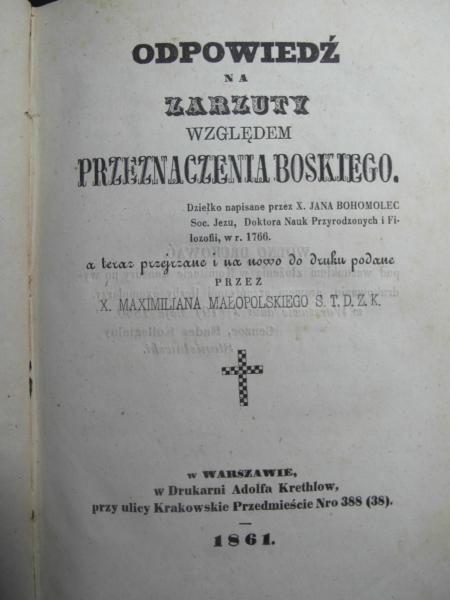 ODPOWIEDŹ
NA
ZARZUTY
WZGLĘDEM
PRZEZNACZENIA BOSKIEGO.
Dziełko napisane przez X. JANA BOHOMOLEC
Soc. Jezu, Doktora Nauk Przyrodzonych i Fi-
lozofii, w r. 1766.
a teraz przejrzane i na nowo do druku podane
PRZEZ
X. MAXIMILIANA MAŁOPOLSKIEGO S. T. D. Z. K.
w WARSZAWIE,
w Drukarni Adolfa Krethlow,
przy ulicy Krakowskie Przedmieście Nro 388 (38).
1861.